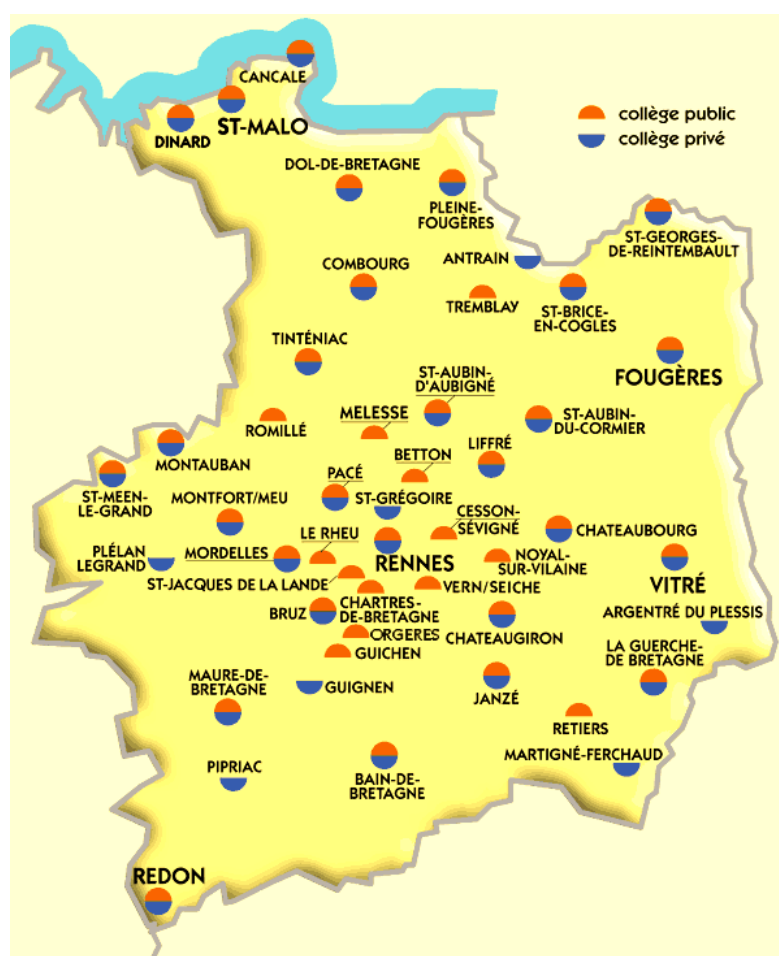 CANCALE
collège public
ST-MALO
collège privé
DINARD
DOL-DE-BRETAGNE
PLEINE-
FOUGÈRES
ST-GEORGES-
DE-REINTEMBAULT
ANTRAIN
COMBOURG
TREMBLAY
ST-BRICE-
EN-COGLES
TINTÉNIAC
FOUGÈRES
ST-AUBIN-
D'AUBIGNÉ
ST-AUBIN-
DU-CORMIER
MELESSE
ROMILLÉ
LIFFRÉ
BETTON
MONTAUBAN
PACÉ
ST-MEEN-
LE-GRAND
MONTFORT/MEU
ST-GRÉGOIRE
CESSON-
SÉVIGNÉ
CHATEAUBOURG
LE RHEU
PLÉLAN
LEGRAND
MORDELLES
RENNES
NOYAL-
SUR-VILAINE
VITRÉ
ST-JACQUES DE LA LANDE
VERN/SEICHE
CHARTRES-
DE-BRETAGNE
BRUZ
ARGENTRÉ DU PLESSIS
ORGERES
CHATEAUGIRON
GUICHEN
LA GUERCHE-
DE BRETAGNE
MAURE-DE-
BRETAGNE
GUIGNEN
JANZÉ
RETIERS
MARTIGNÉ-FERCHAUD
PIPRIAC
BAIN-DE-
BRETAGNE
REDON